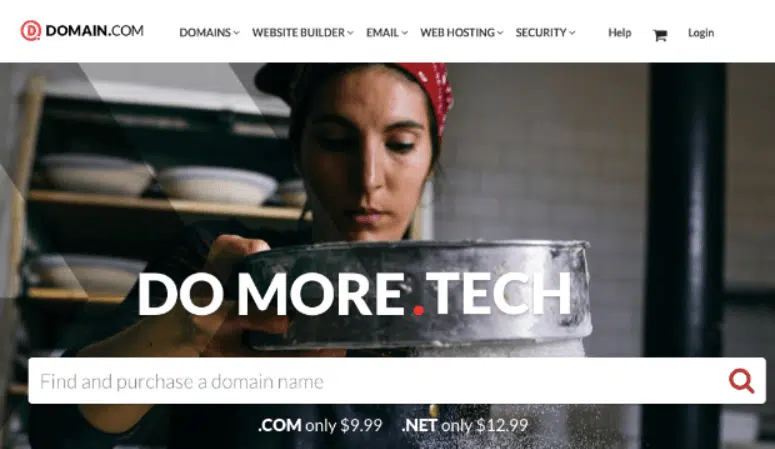 DOMAIN.COM DOMAINS WEBSITE BUILDER EMAIL WEB HOSTING SECURITY Help Login
DO MORE .TECH
Find and purchase a domain name
.COM only $9.99 .NET only $12.99